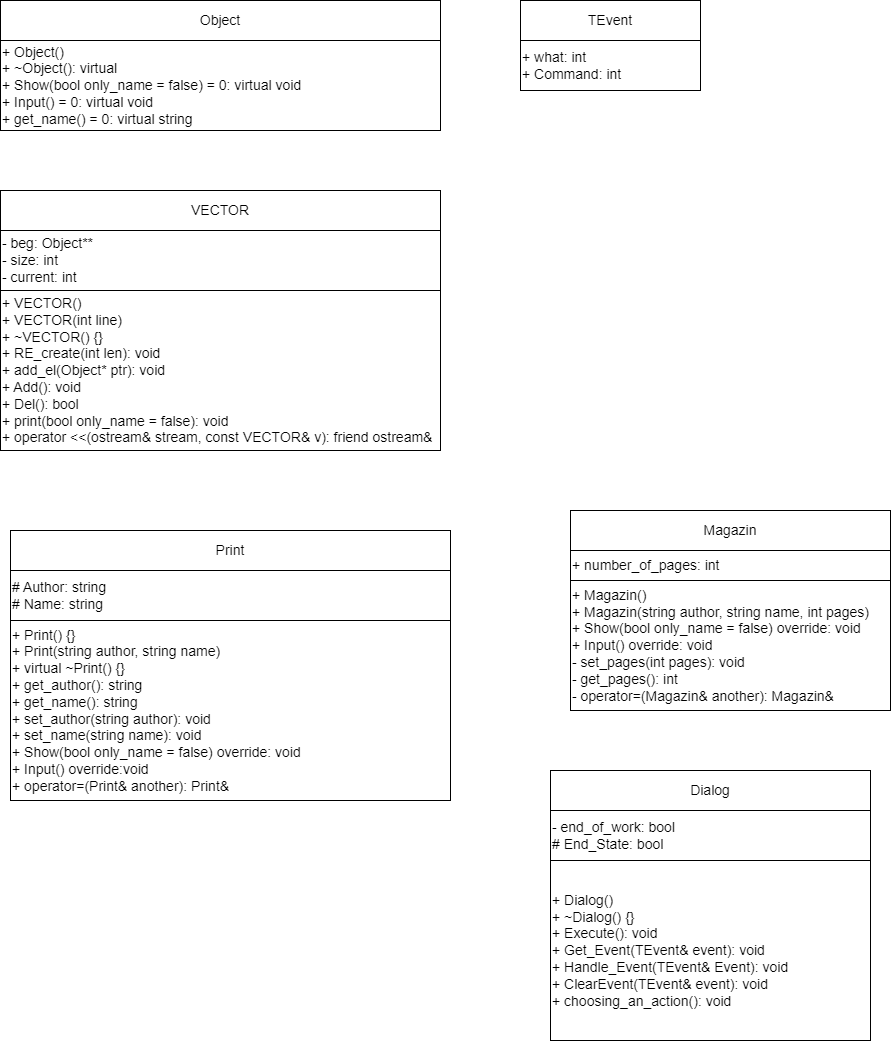 Object
+ Object()
+ ~Object(): virtual
+ Show(bool only_name = false) = 0: virtual void
+ Input() = 0: virtual void
+ get_name() = 0: virtual string
TEvent
+ what: int
+ Command: int
VECTOR
- beg: Object**
- size: int
- current: int
+ VECTOR()
+ VECTOR(int line)
+ ~VECTOR() {}
+ RE_create(int len): void
+ add_el(Object* ptr): void
+ Add(): void
+ Del(): bool
+ print(bool only_name = false): void
+ operator <<(ostream& stream, const VECTOR& v): friend ostream&
Print
# Author: string
# Name: string
+ Print() {}
+ Print(string author, string name)
+ virtual ~Print() {}
+ get_author(): string
+ get_name(): string
+ set_author(string author): void
+ set_name(string name): void
+ Show(bool only_name = false) override: void
+ Input() override:void
+ operator=(Print& another): Print&
Magazin
+ number_of_pages: int
+ Magazin()
+ Magazin(string author, string name, int pages)
+ Show(bool only_name = false) override: void
+ Input() override: void
- set_pages(int pages): void
- get_pages(): int
- operator=(Magazin& another): Magazin&
Dialog
- end_of_work: bool
# End_State: bool
+ Dialog()
+ ~Dialog() {}
+ Execute(): void
+ Get_Event(TEvent& event): void
+ Handle_Event(TEvent& Event): void
+ ClearEvent(TEvent& event): void
+ choosing_an_action(): void